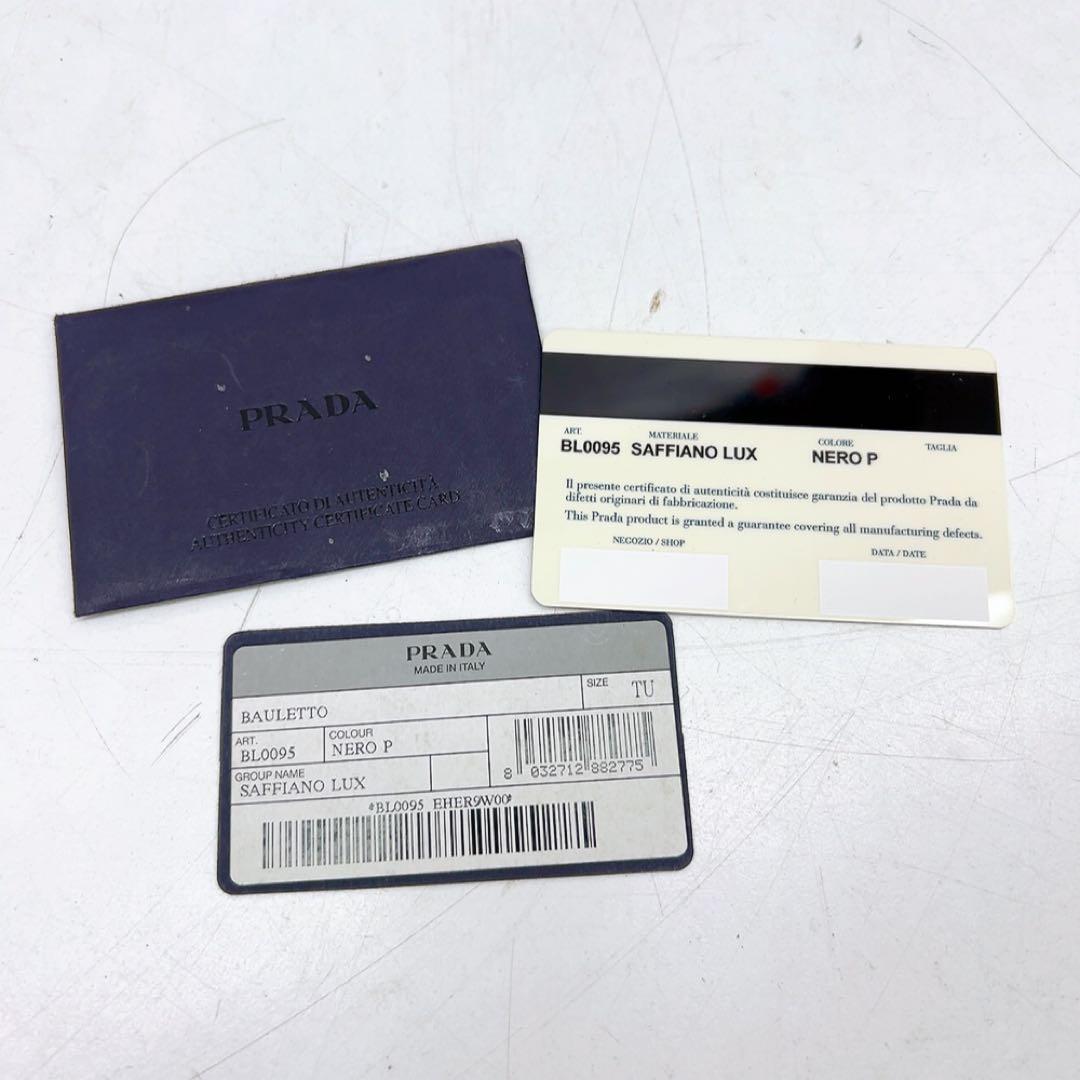 PRADA
CERTIFICATO DI AUTENTICITÀ
AUTHENTICITY CERTIFICATE CARD
ART. MATERIALE COLORE TAGLIA
BL0095 SAFFIANO LUX NERO P
Il presente certificato di autenticità costituisce garanzia del prodotto Prada da
difetti originari di fabbricazione.
This Prada product is granted a guarantee covering all manufacturing defects.
NEGOZIO / SHOP DATA / DATE
PRADA
MADE IN ITALY
BAULETTO SIZE TU
ART. BL0095 COLOUR NERO P
GROUP NAME
SAFFIANO LUX
8 032712 882775
*BL0095 EHER9W00*